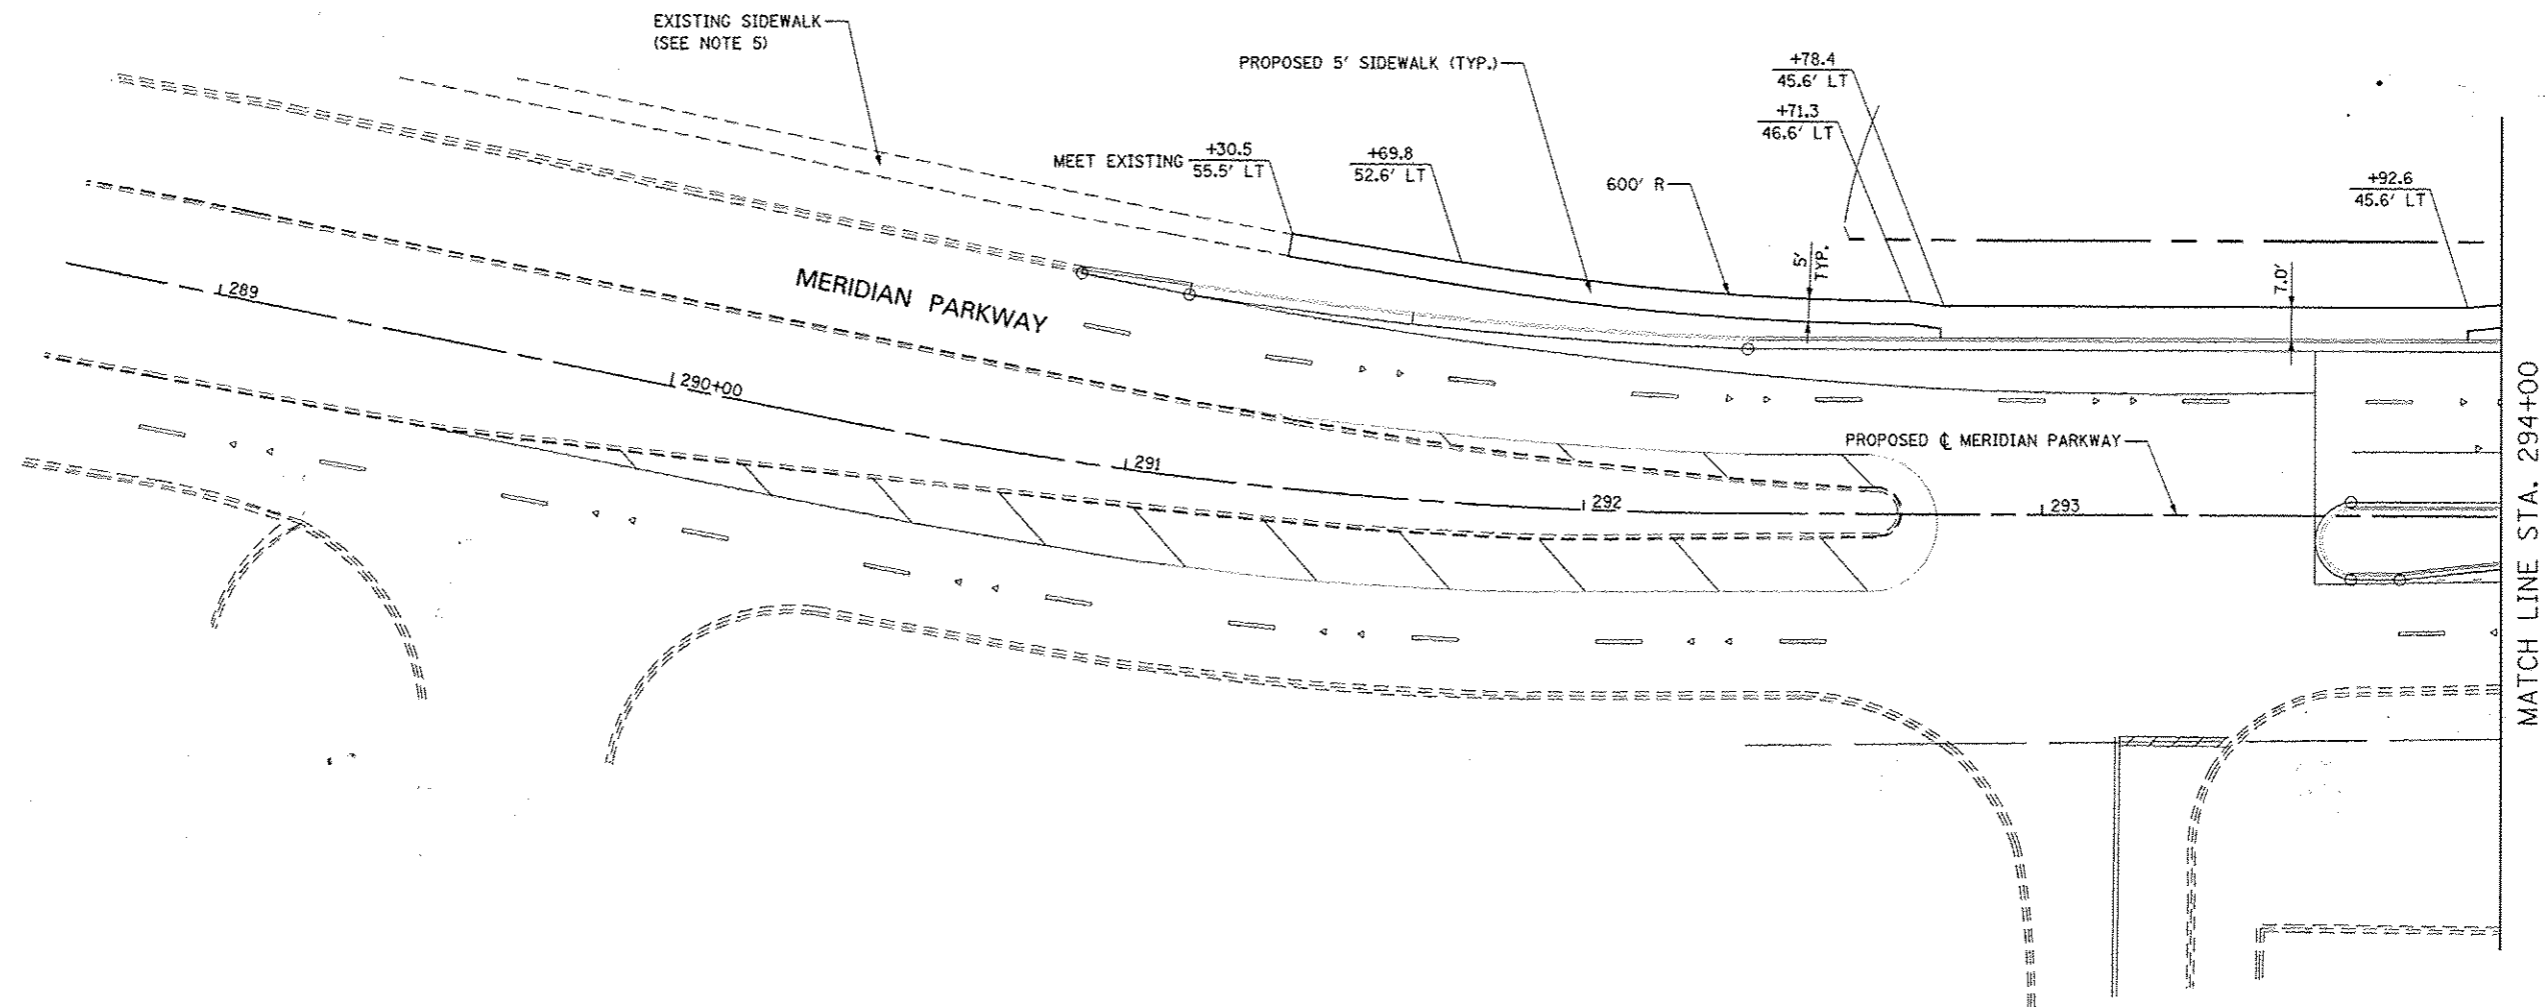 EXISTING SIDEWALK
(SEE NOTE 5)
PROPOSED 5' SIDEWALK (TYP.)
+78.4
45.6' LT
+71.3
46.6' LT
MEET EXISTING
+30.5
55.5' LT
+69.8
52.6' LT
600' R
+92.6
45.6' LT
5'
TYP.
7.0'
MERIDIAN PARKWAY
289
290+00
291
292
293
PROPOSED ℄ MERIDIAN PARKWAY
MATCH LINE STA. 294+00